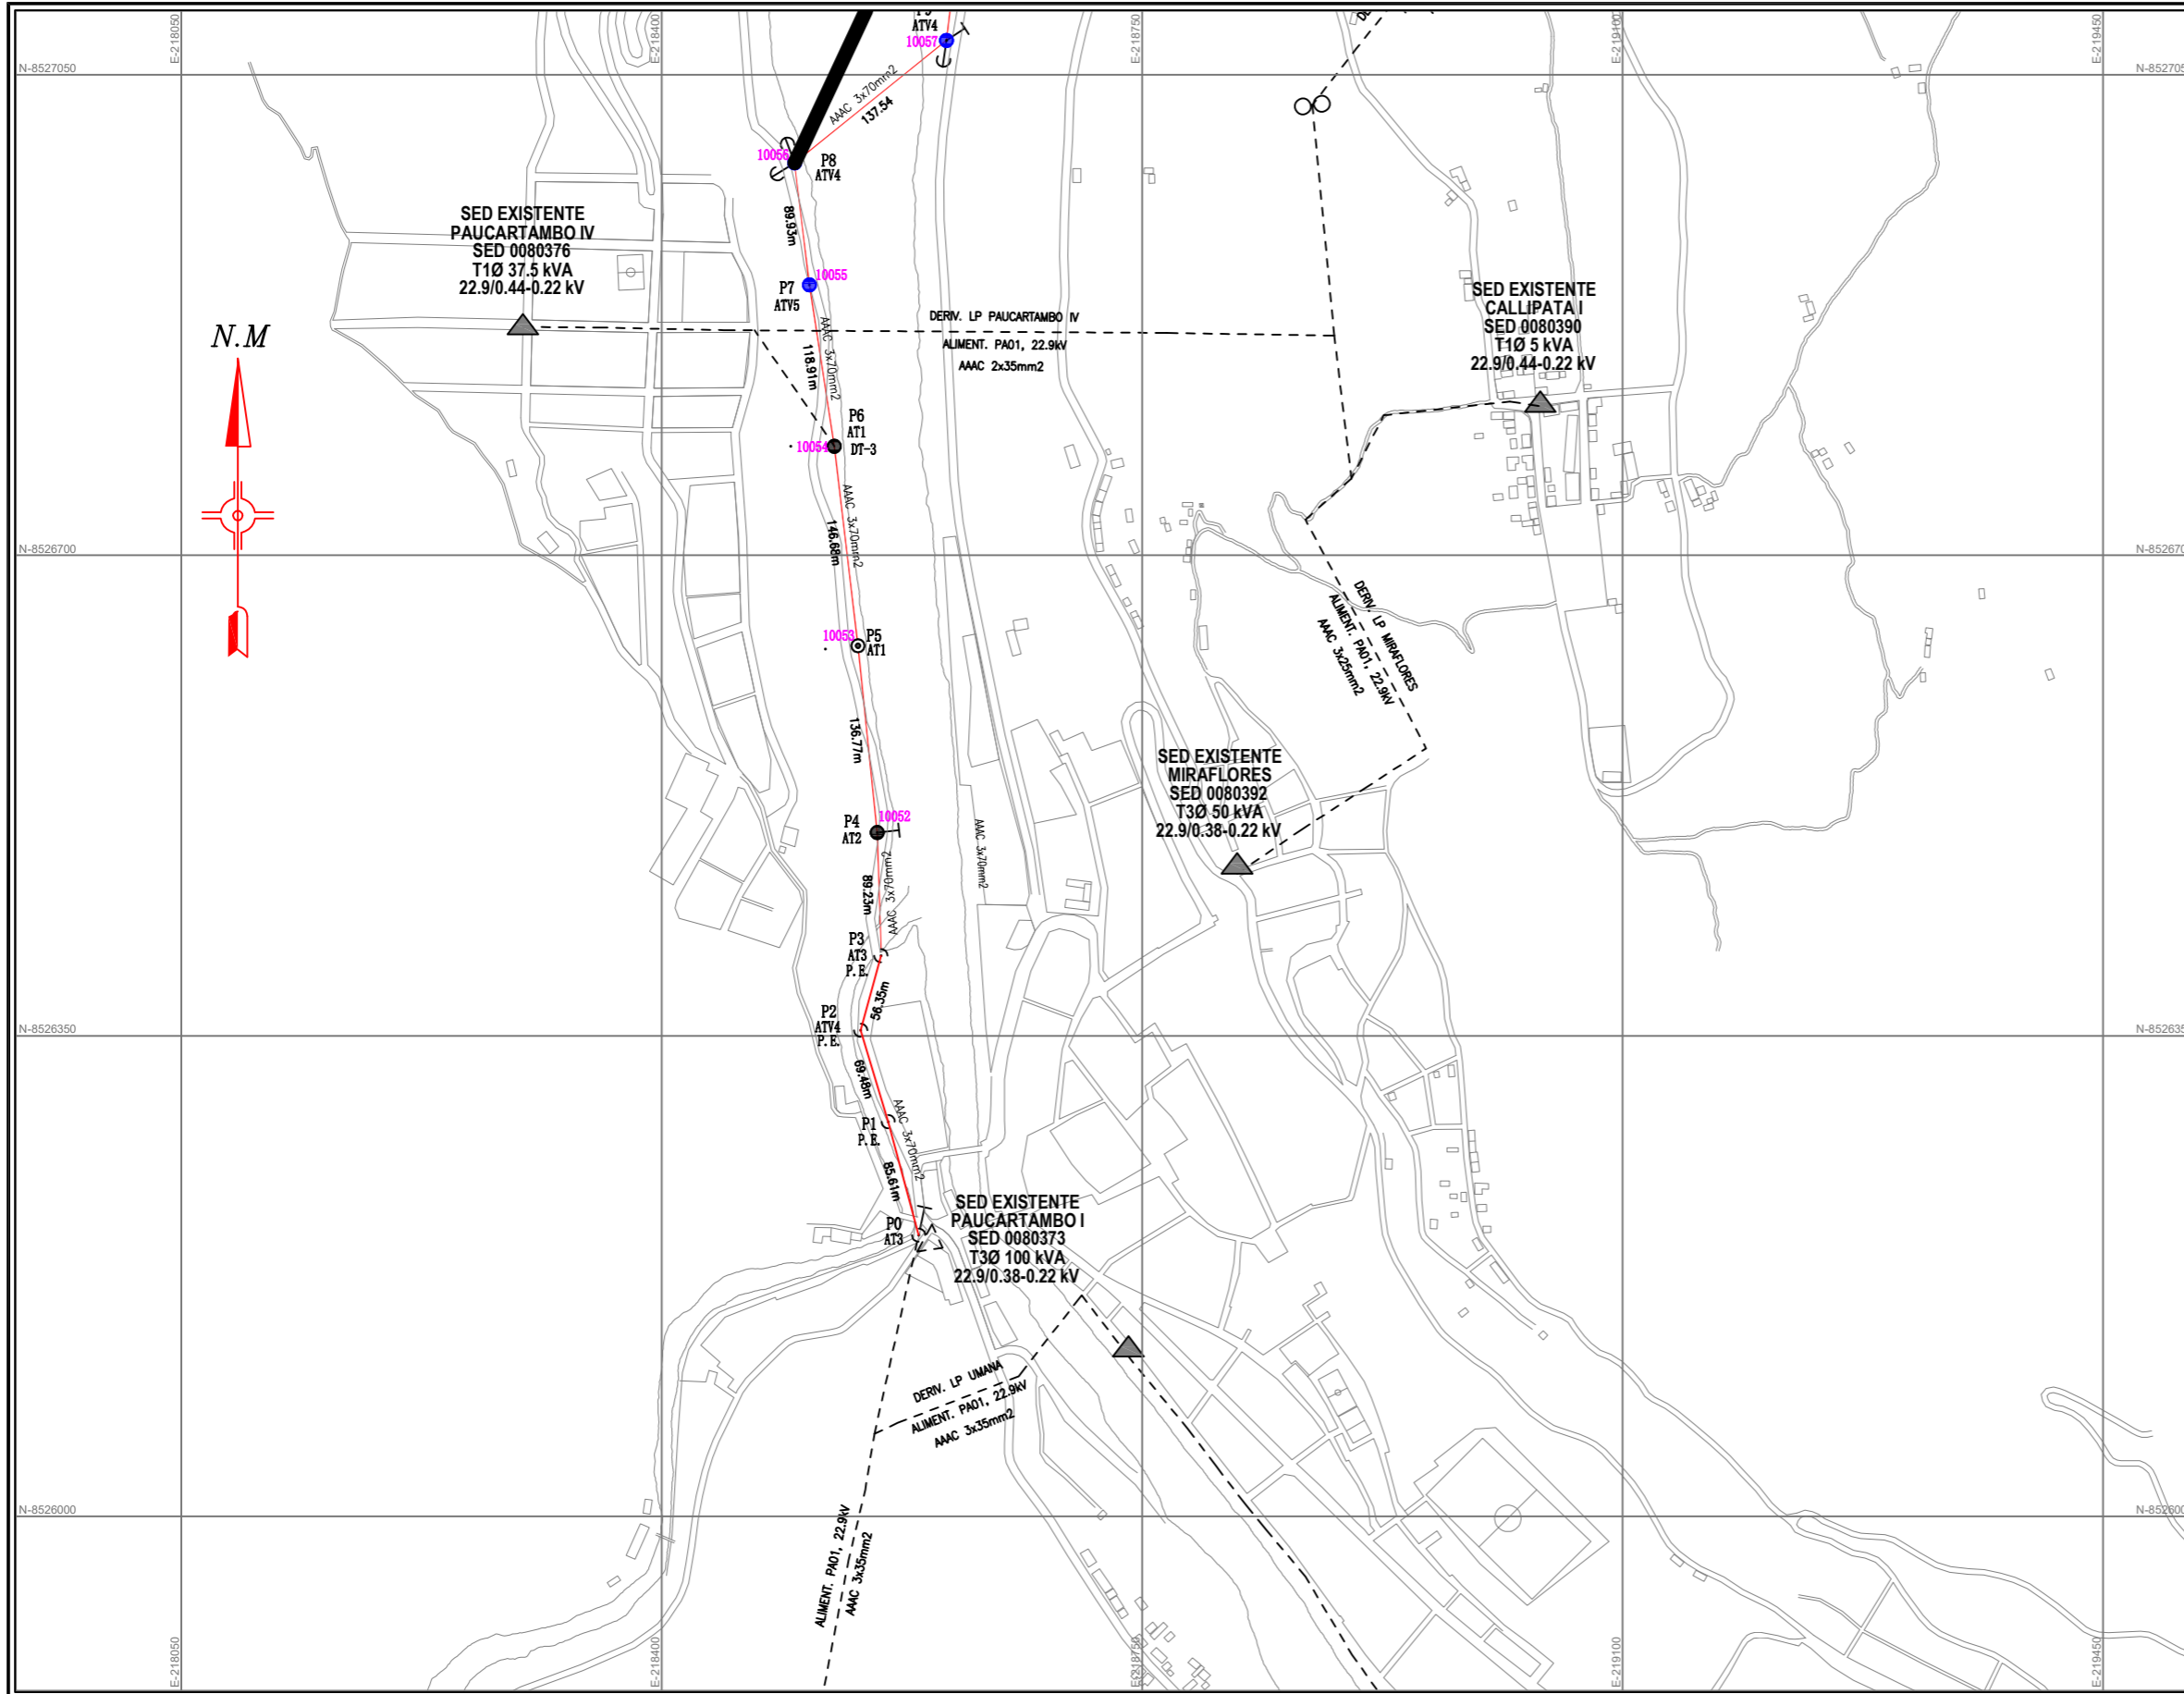 E-218050
E-218400
E-218750
E-219100
E-219450
ATV4
10057
N-8527050
N-852705
AAAC 3x70mm2
137.54
10056
P8
ATV4
89.93m
SED EXISTENTE
PAUCARTAMBO IV
SED 0080376
T1Ø 37.5 kVA
22.9/0.44-0.22 kV
10055
P7
ATV5
N.M
DERIV. LP PAUCARTAMBO IV
ALIMENT. PA01, 22.9kV
AAAC 2x35mm2
SED EXISTENTE
CALLIPATA I
SED 0080390
T1Ø 5 kVA
22.9/0.44-0.22 kV
AAAC 3x70mm2
118.91m
P6
AT1
DT-3
10054
AAAC 3x70mm2
146.68m
N-8526700
N-852670
DERIV. LP MIRAFLORES
ALIMENT. PA01, 22.9kV
AAAC 3x25mm2
10053
P5
AT1
136.77m
SED EXISTENTE
MIRAFLORES
SED 0080392
T3Ø 50 kVA
22.9/0.38-0.22 kV
10052
P4
AT2
AAAC 3x70mm2
89.23m
AAAC 3x70mm2
P3
AT3
P.E.
56.35m
P2
ATV4
P.E.
N-8526350
N-852635
69.48m
AAAC 3x70mm2
P1
P.E.
85.61m
P0
AT3
SED EXISTENTE
PAUCARTAMBO I
SED 0080373
T3Ø 100 kVA
22.9/0.38-0.22 kV
DERIV. LP UMANA
ALIMENT. PA01, 22.9kV
AAAC 3x35mm2
ALIMENT. PA01, 22.9kV
AAAC 3x35mm2
N-8526000
N-852600
E-218050
E-218400
E-218750
E-219100
E-219450